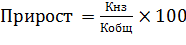 Прирост = Кнз/Кобщ × 100